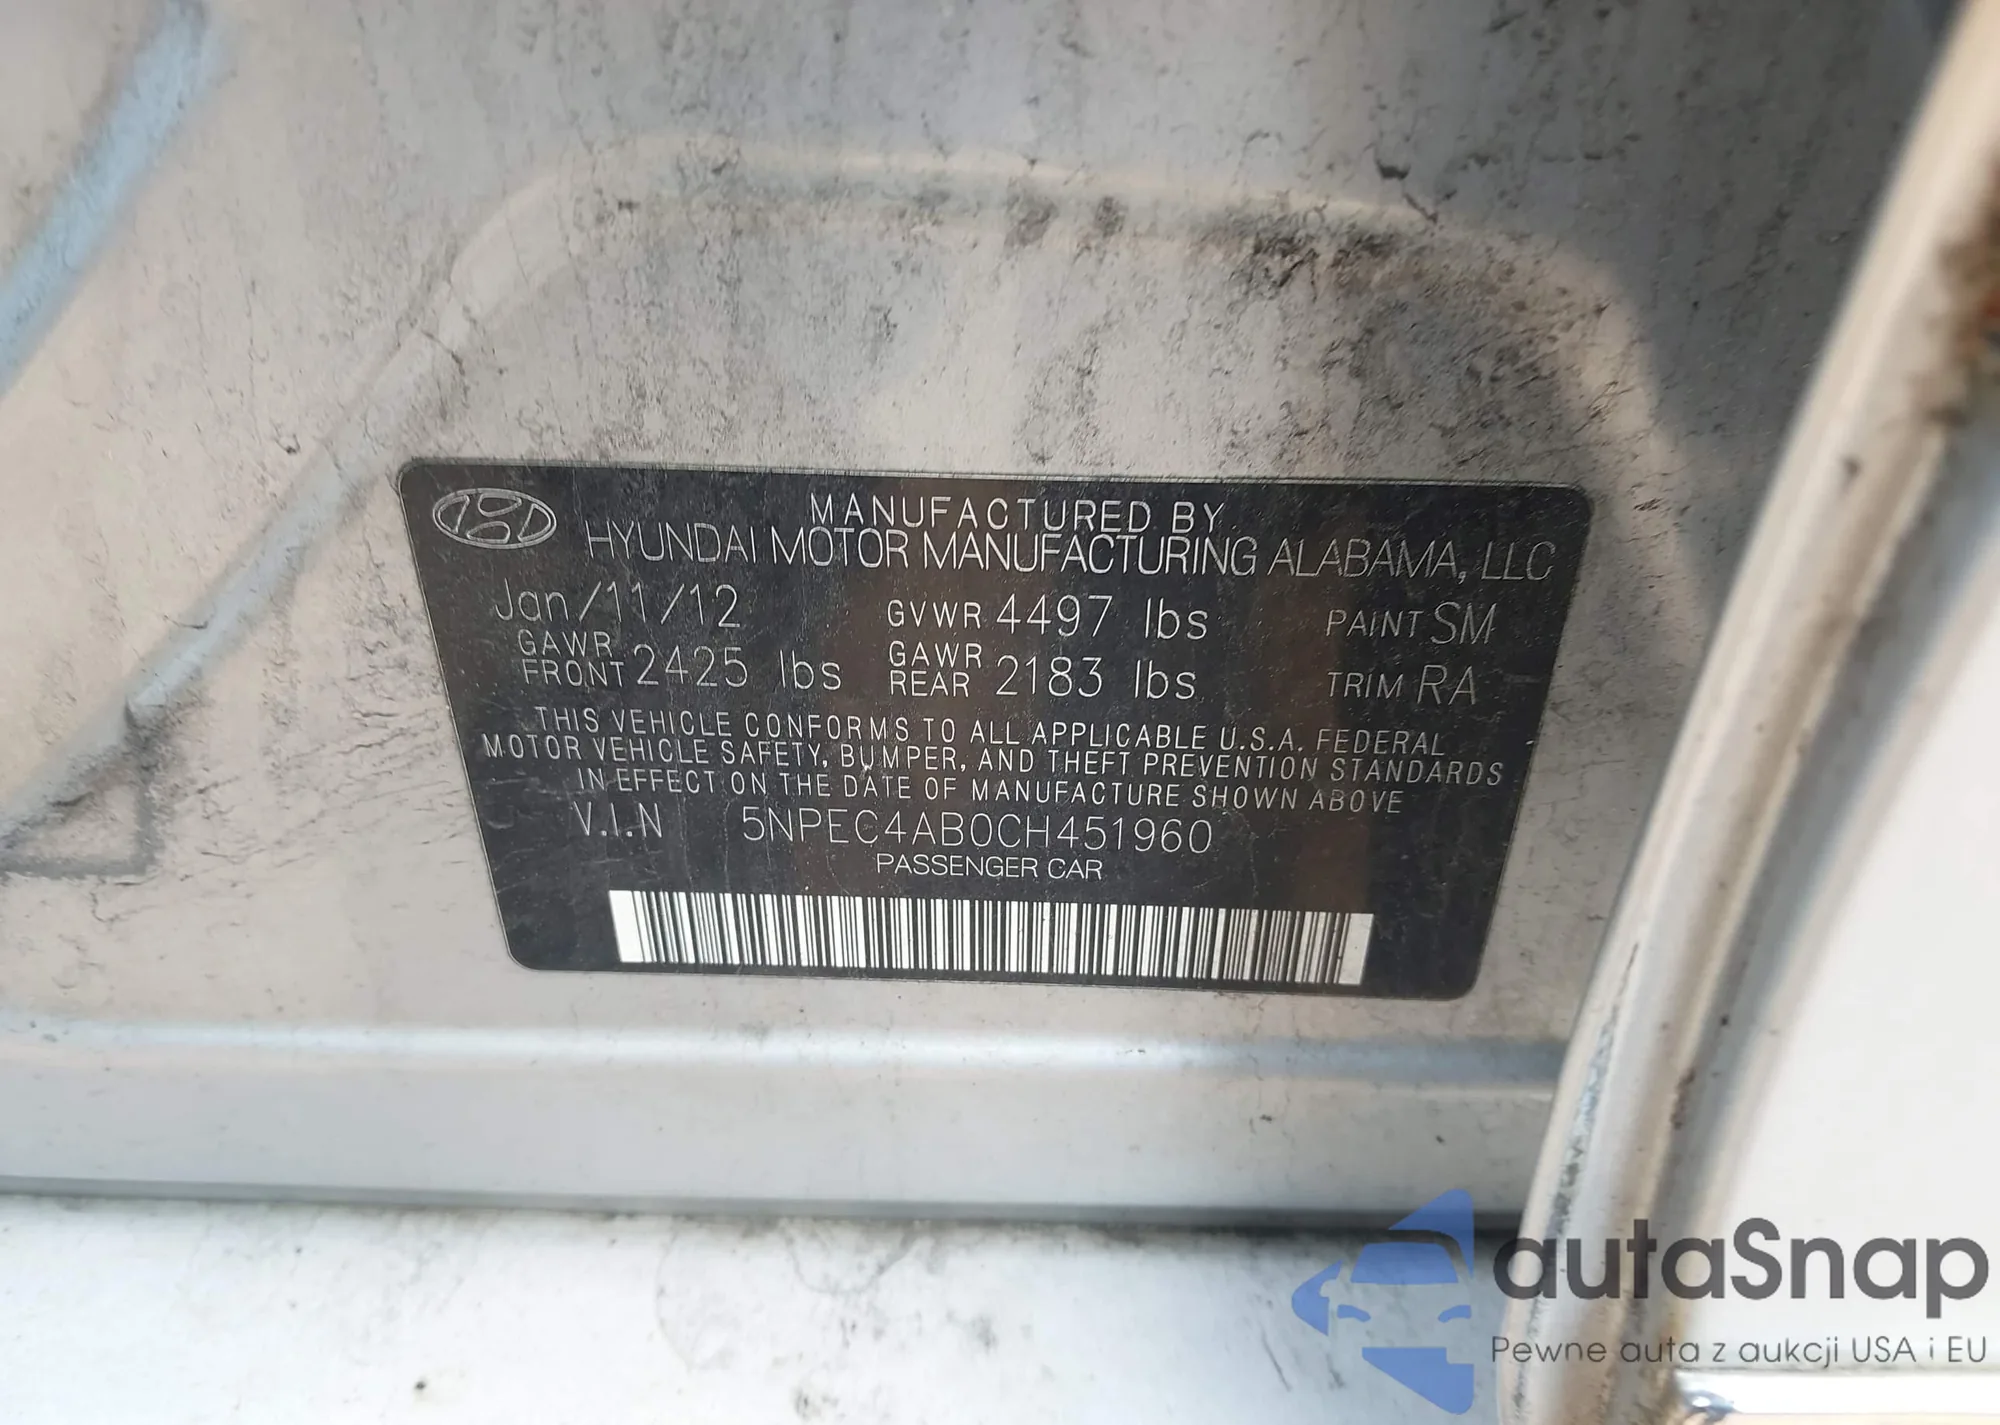 MANUFACTURED BY
HYUNDAI MOTOR MANUFACTURING ALABAMA, LLC
Jan/11/12 GVWR 4497 lbs PAINT SM
GAWR FRONT 2425 lbs GAWR REAR 2183 lbs TRIM RA
THIS VEHICLE CONFORMS TO ALL APPLICABLE U.S.A. FEDERAL
MOTOR VEHICLE SAFETY, BUMPER, AND THEFT PREVENTION STANDARDS
IN EFFECT ON THE DATE OF MANUFACTURE SHOWN ABOVE
V.I.N 5NPEC4AB0CH451960
PASSENGER CAR
autaSnap
Pewne auta z aukcji USA i EU